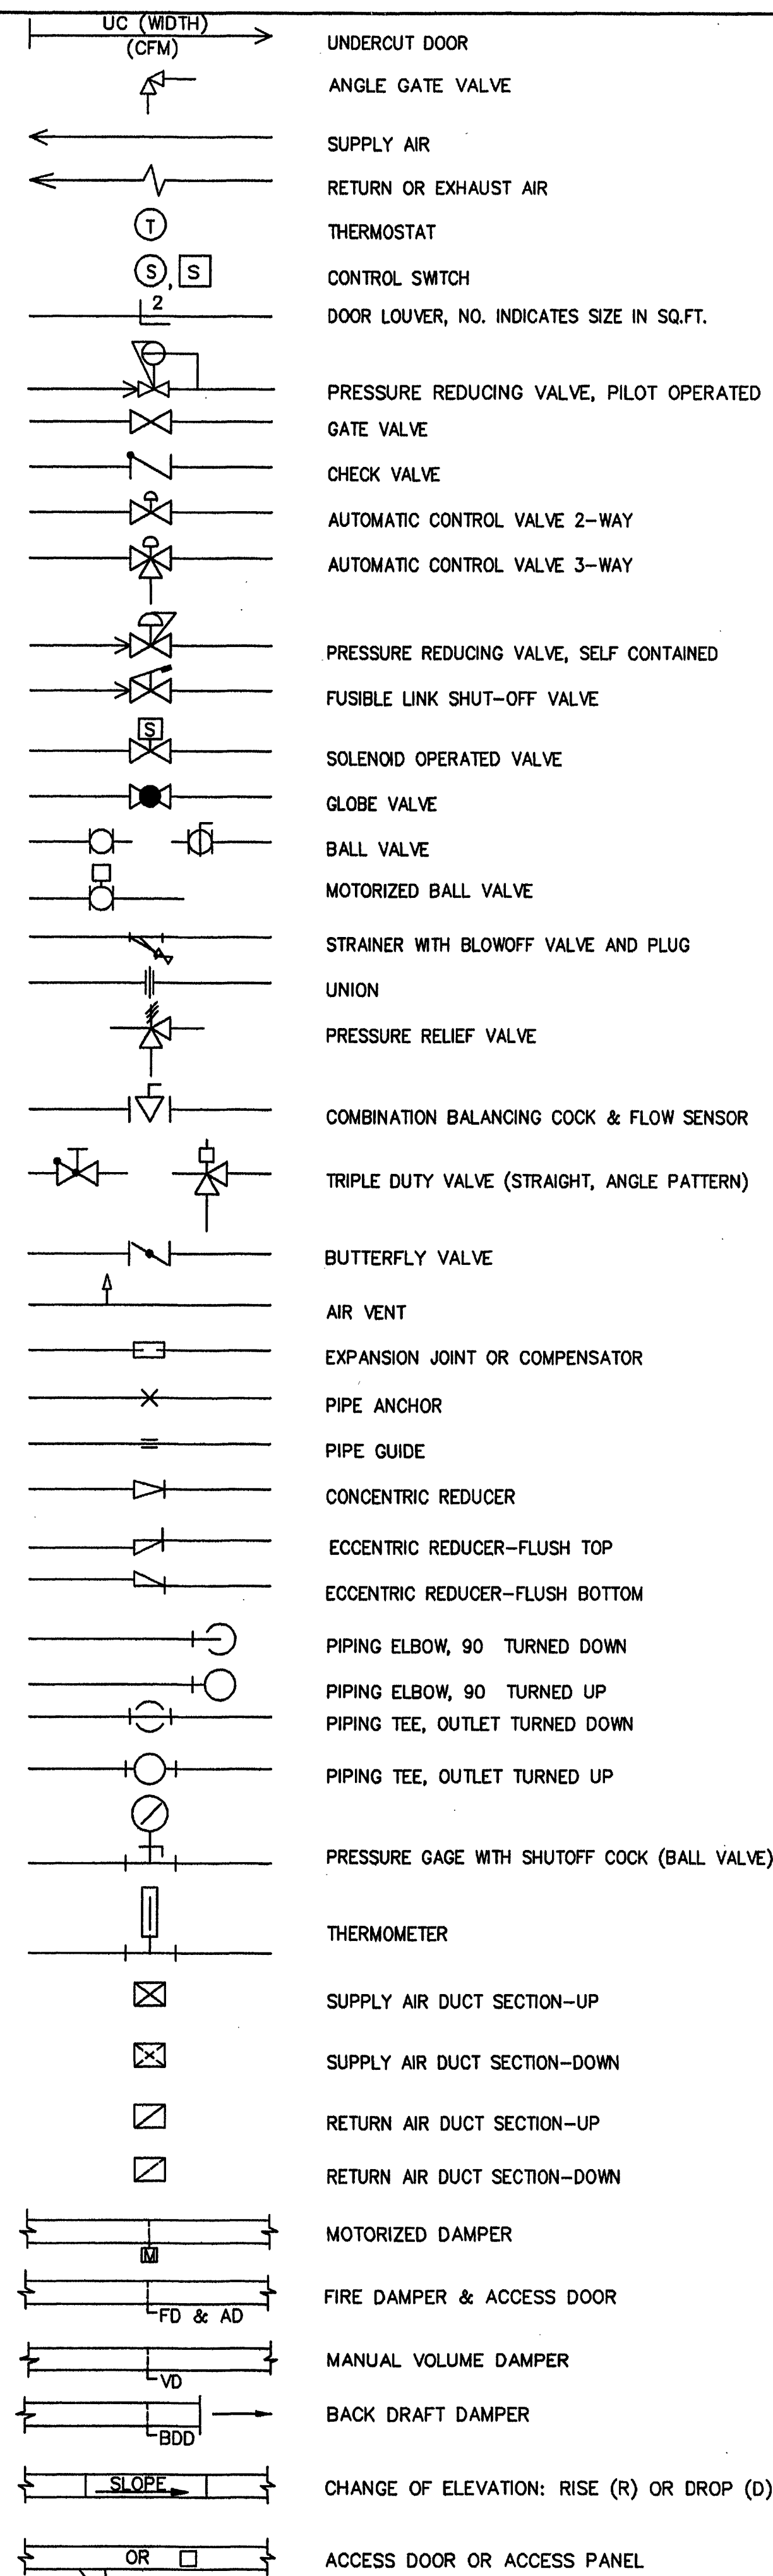 UC (WIDTH)
(CFM)
UNDERCUT DOOR
ANGLE GATE VALVE
SUPPLY AIR
RETURN OR EXHAUST AIR
T
THERMOSTAT
S, S
CONTROL SWITCH
2
DOOR LOUVER, NO. INDICATES SIZE IN SQ.FT.
PRESSURE REDUCING VALVE, PILOT OPERATED
GATE VALVE
CHECK VALVE
AUTOMATIC CONTROL VALVE 2-WAY
AUTOMATIC CONTROL VALVE 3-WAY
PRESSURE REDUCING VALVE, SELF CONTAINED
FUSIBLE LINK SHUT-OFF VALVE
S
SOLENOID OPERATED VALVE
GLOBE VALVE
BALL VALVE
MOTORIZED BALL VALVE
STRAINER WITH BLOWOFF VALVE AND PLUG
UNION
PRESSURE RELIEF VALVE
COMBINATION BALANCING COCK & FLOW SENSOR
TRIPLE DUTY VALVE (STRAIGHT, ANGLE PATTERN)
BUTTERFLY VALVE
AIR VENT
EXPANSION JOINT OR COMPENSATOR
PIPE ANCHOR
PIPE GUIDE
CONCENTRIC REDUCER
ECCENTRIC REDUCER-FLUSH TOP
ECCENTRIC REDUCER-FLUSH BOTTOM
PIPING ELBOW, 90 TURNED DOWN
PIPING ELBOW, 90 TURNED UP
PIPING TEE, OUTLET TURNED DOWN
PIPING TEE, OUTLET TURNED UP
PRESSURE GAGE WITH SHUTOFF COCK (BALL VALVE)
THERMOMETER
SUPPLY AIR DUCT SECTION-UP
SUPPLY AIR DUCT SECTION-DOWN
RETURN AIR DUCT SECTION-UP
RETURN AIR DUCT SECTION-DOWN
MOTORIZED DAMPER
M
FIRE DAMPER & ACCESS DOOR
FD & AD
MANUAL VOLUME DAMPER
VD
BACK DRAFT DAMPER
BDD
SLOPE
CHANGE OF ELEVATION: RISE (R) OR DROP (D)
OR
ACCESS DOOR OR ACCESS PANEL